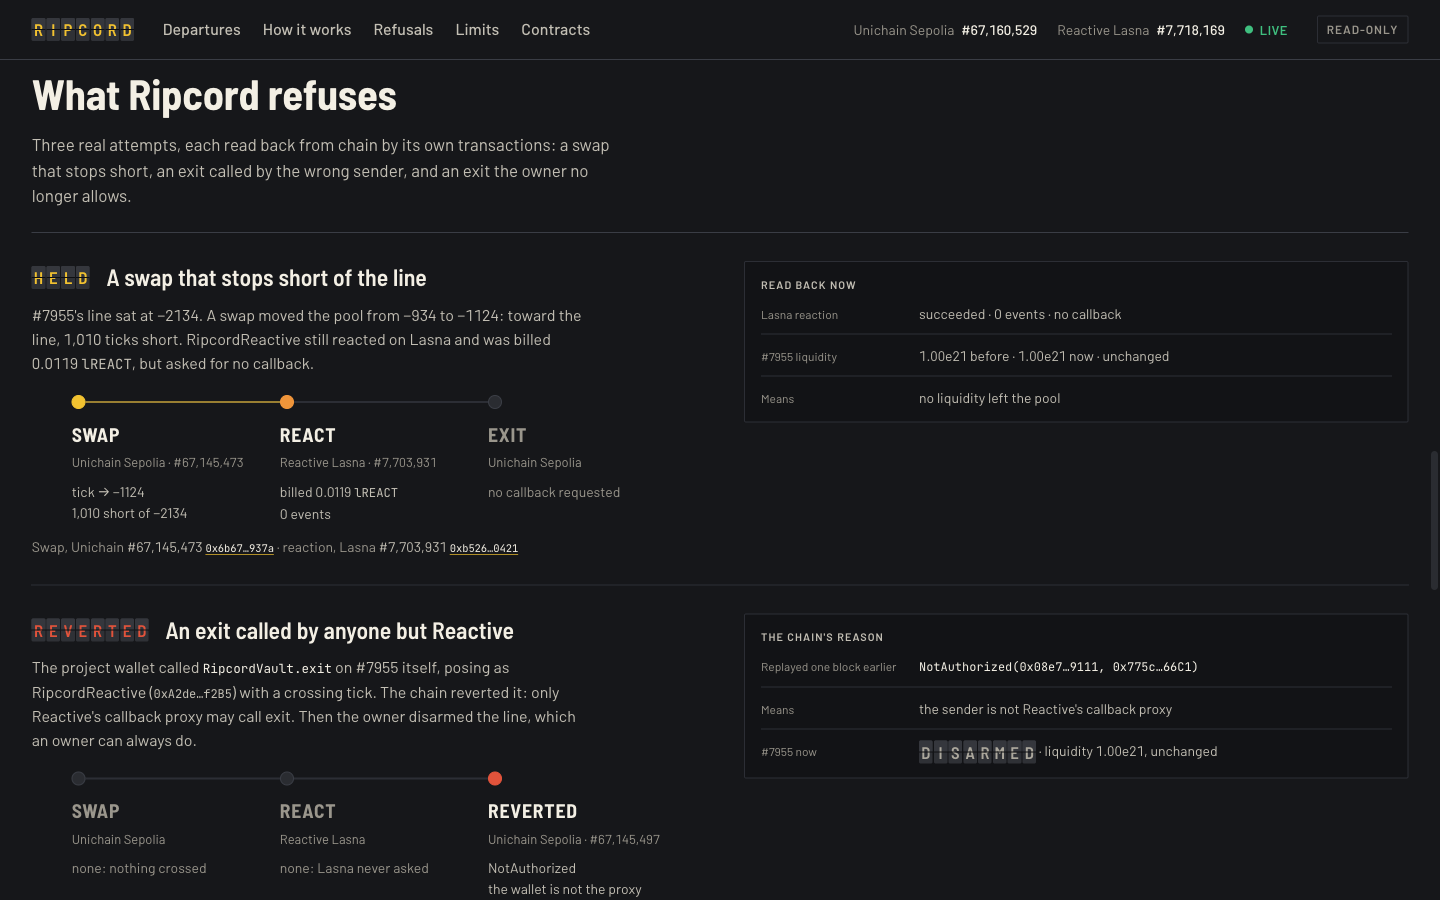 RIPCORD Departures How it works Refusals Limits Contracts Unichain Sepolia #67,160,529 Reactive Lasna #7,718,169 LIVE READ-ONLY
What Ripcord refuses
Three real attempts, each read back from chain by its own transactions: a swap
that stops short, an exit called by the wrong sender, and an exit the owner no
longer allows.
HELD A swap that stops short of the line
#7955's line sat at −2134. A swap moved the pool from −934 to −1124: toward the
line, 1,010 ticks short. RipcordReactive still reacted on Lasna and was billed
0.0119 lREACT, but asked for no callback.
SWAP REACT EXIT
Unichain Sepolia · #67,145,473 Reactive Lasna · #7,703,931 Unichain Sepolia
tick → −1124 billed 0.0119 lREACT no callback requested
1,010 short of −2134 0 events
Swap, Unichain #67,145,473 0x6b67…937a · reaction, Lasna #7,703,931 0xb526…0421
READ BACK NOW
Lasna reaction succeeded · 0 events · no callback
#7955 liquidity 1.00e21 before · 1.00e21 now · unchanged
Means no liquidity left the pool
REVERTED An exit called by anyone but Reactive
The project wallet called RipcordVault.exit on #7955 itself, posing as
RipcordReactive (0xA2de…f2B5) with a crossing tick. The chain reverted it: only
Reactive's callback proxy may call exit. Then the owner disarmed the line, which
an owner can always do.
SWAP REACT REVERTED
Unichain Sepolia Reactive Lasna Unichain Sepolia · #67,145,497
none: nothing crossed none: Lasna never asked NotAuthorized
the wallet is not the proxy
THE CHAIN'S REASON
Replayed one block earlier NotAuthorized(0x08e7…9111, 0x775c…66C1)
Means the sender is not Reactive's callback proxy
#7955 now DISARMED · liquidity 1.00e21, unchanged